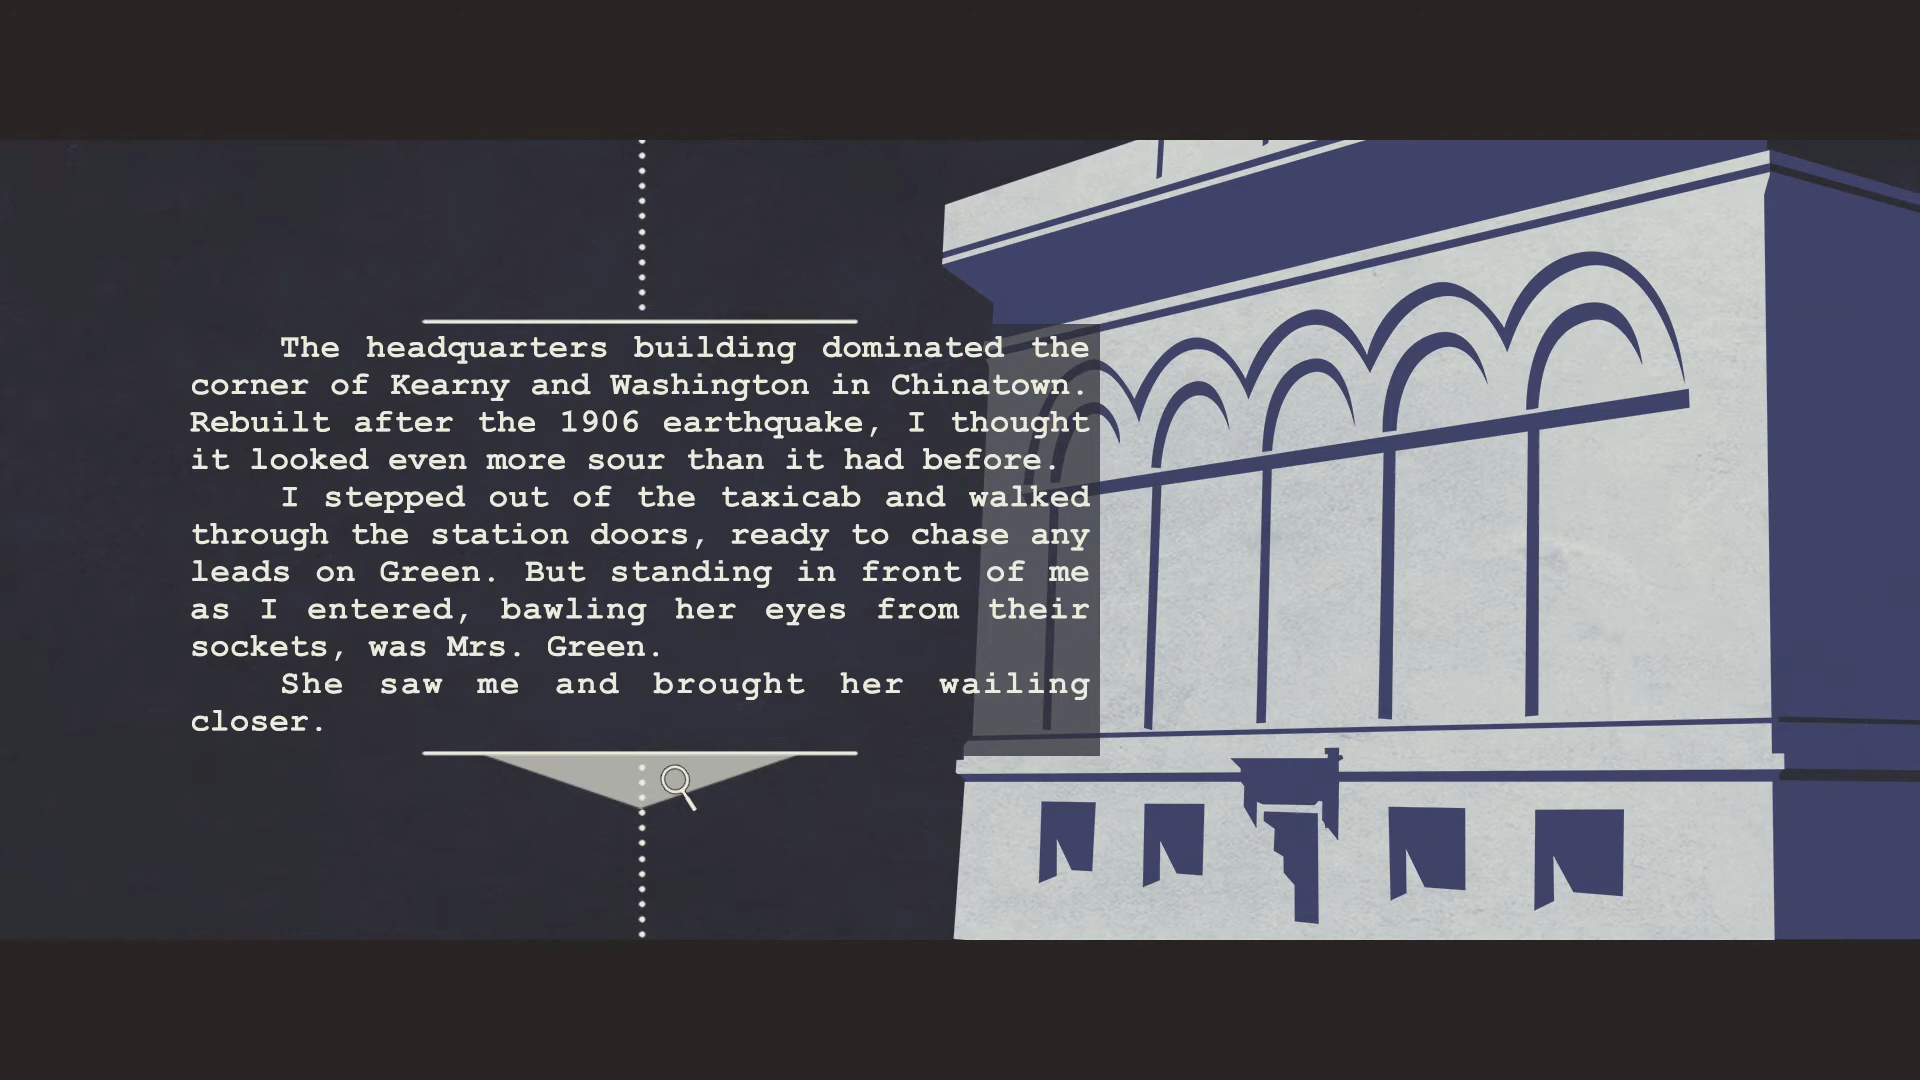 The headquarters building dominated the
corner of Kearny and Washington in Chinatown.
Rebuilt after the 1906 earthquake, I thought
it looked even more sour than it had before.
I stepped out of the taxicab and walked
through the station doors, ready to chase any
leads on Green. But standing in front of me
as I entered, bawling her eyes from their
sockets, was Mrs. Green.
She saw me and brought her wailing
closer.